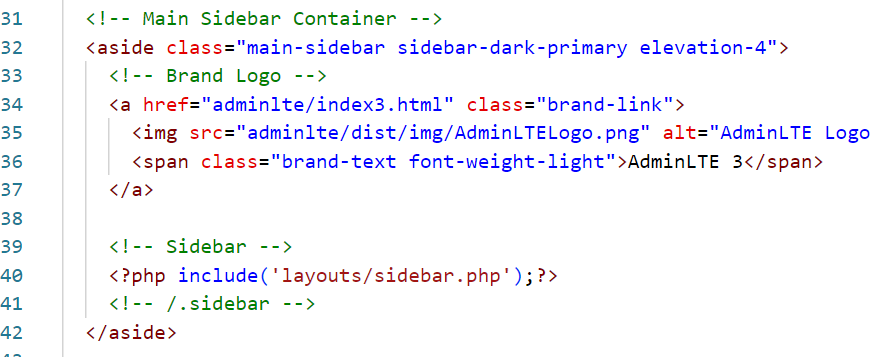 31 <!-- Main Sidebar Container -->
32 <aside class="main-sidebar sidebar-dark-primary elevation-4">
33 <!-- Brand Logo -->
34 <a href="adminlte/index3.html" class="brand-link">
35 <img src="adminlte/dist/img/AdminLTELogo.png" alt="AdminLTE Logo
36 <span class="brand-text font-weight-light">AdminLTE 3</span>
37 </a>
38
39 <!-- Sidebar -->
40 <?php include('layouts/sidebar.php');?>
41 <!-- /.sidebar -->
42 </aside>